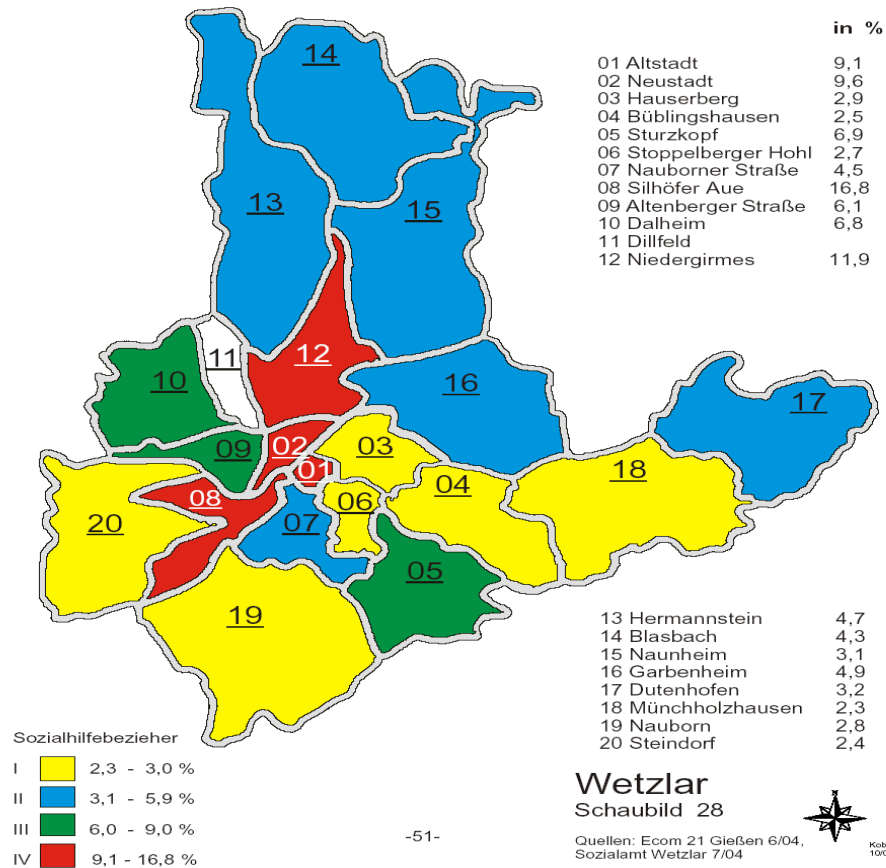 in %
01 Altstadt 9,1
02 Neustadt 9,6
03 Hauserberg 2,9
04 Büblingshausen 2,5
05 Sturzkopf 6,9
06 Stoppelberger Hohl 2,7
07 Nauborner Straße 4,5
08 Silhöfer Aue 16,8
09 Altenberger Straße 6,1
10 Dalheim 6,8
11 Dillfeld
12 Niedergirmes 11,9
14
13
15
12
11
10
16
17
02
03
09
01
18
08
04
06
20
07
05
19
13 Hermannstein 4,7
14 Blasbach 4,3
15 Naunheim 3,1
16 Garbenheim 4,9
17 Dutenhofen 3,2
18 Münchholzhausen 2,3
19 Nauborn 2,8
20 Steindorf 2,4
Sozialhilfebezieher
I 2,3 - 3,0 %
II 3,1 - 5,9 %
III 6,0 - 9,0 %
IV 9,1 - 16,8 %
-51-
Wetzlar
Schaubild 28
Quellen: Ecom 21 Gießen 6/04,
Sozialamt Wetzlar 7/04
N